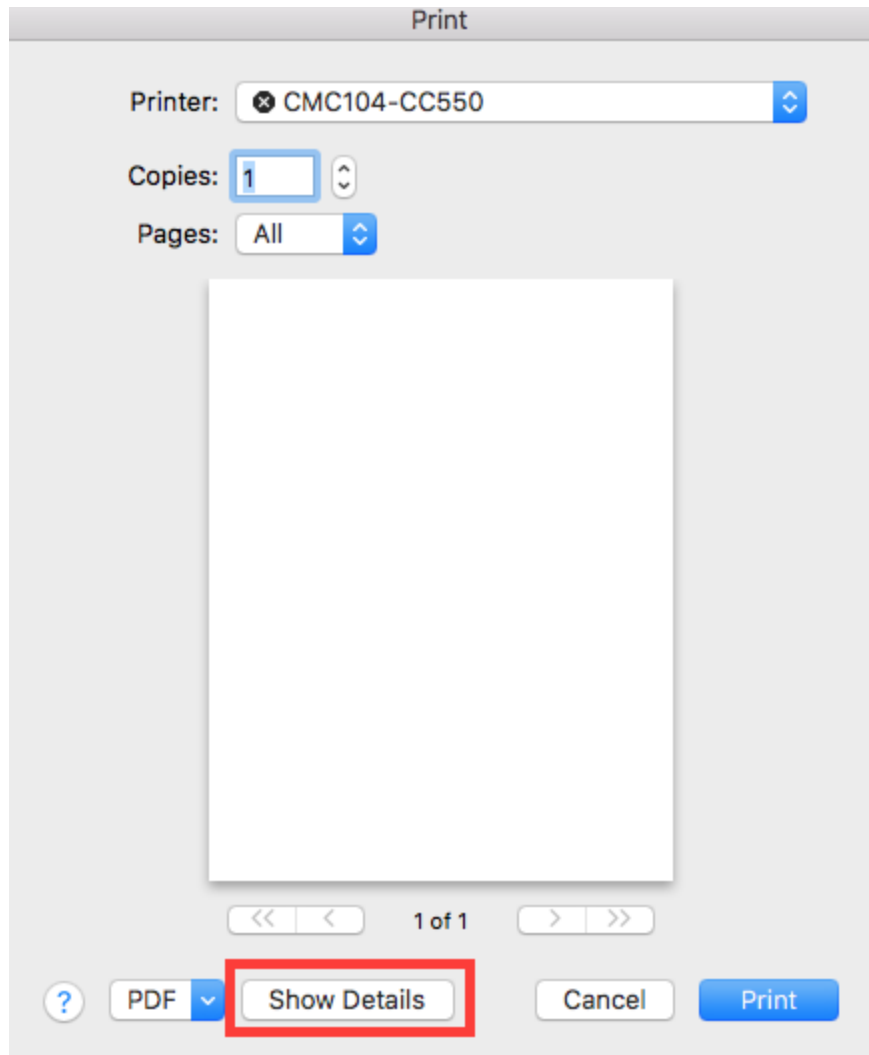 Print
Printer: CMC104-CC550
Copies: 1
Pages: All
<< < 1 of 1 > >>
? PDF Show Details Cancel Print